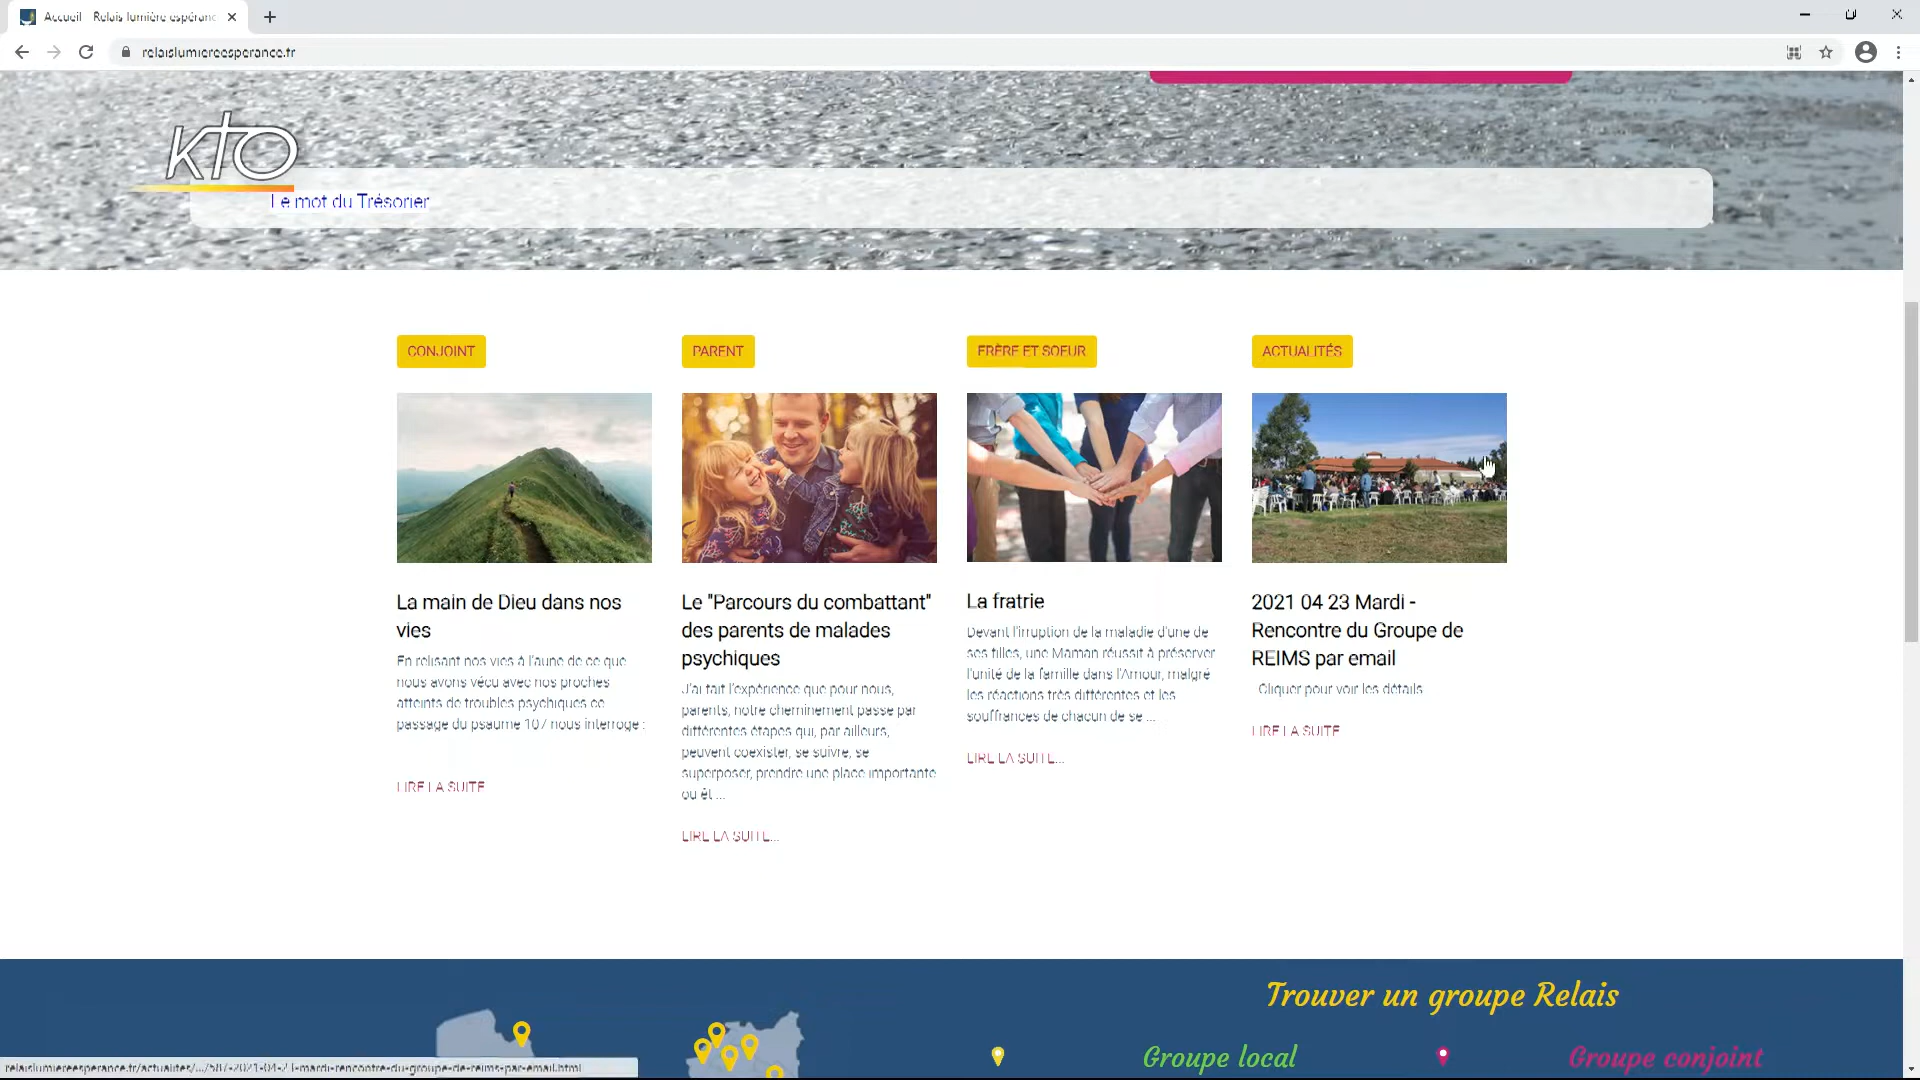 Accueil - Relais lumière espéranc
relaislumiereesperance.fr
kto
Le mot du Trésorier
CONJOINT
PARENT
FRÈRE ET SOEUR
ACTUALITÉS
La main de Dieu dans nos
vies
En relisant nos vies à l'aune de ce que
nous avons vécu avec nos proches
atteints de troubles psychiques ce
passage du psaume 107 nous interroge :
LIRE LA SUITE
Le "Parcours du combattant"
des parents de malades
psychiques
J'ai fait l'expérience que pour nous,
parents, notre cheminement passe par
différentes étapes qui, par ailleurs,
peuvent coexister, se suivre, se
superposer, prendre une place importante
ou êt ...
LIRE LA SUITE...
La fratrie
Devant l'irruption de la maladie d'une de
ses filles, une Maman réussit à préserver
l'unité de la famille dans l'Amour, malgré
les réactions très différentes et les
souffrances de chacun de se ...
LIRE LA SUITE...
2021 04 23 Mardi -
Rencontre du Groupe de
REIMS par email
Cliquer pour voir les détails
LIRE LA SUITE
Trouver un groupe Relais
Groupe local
Groupe conjoint
relaislumiereesperance.fr/actualites/.../587-2021-04-23-mardi-rencontre-du-groupe-de-reims-par-email.html